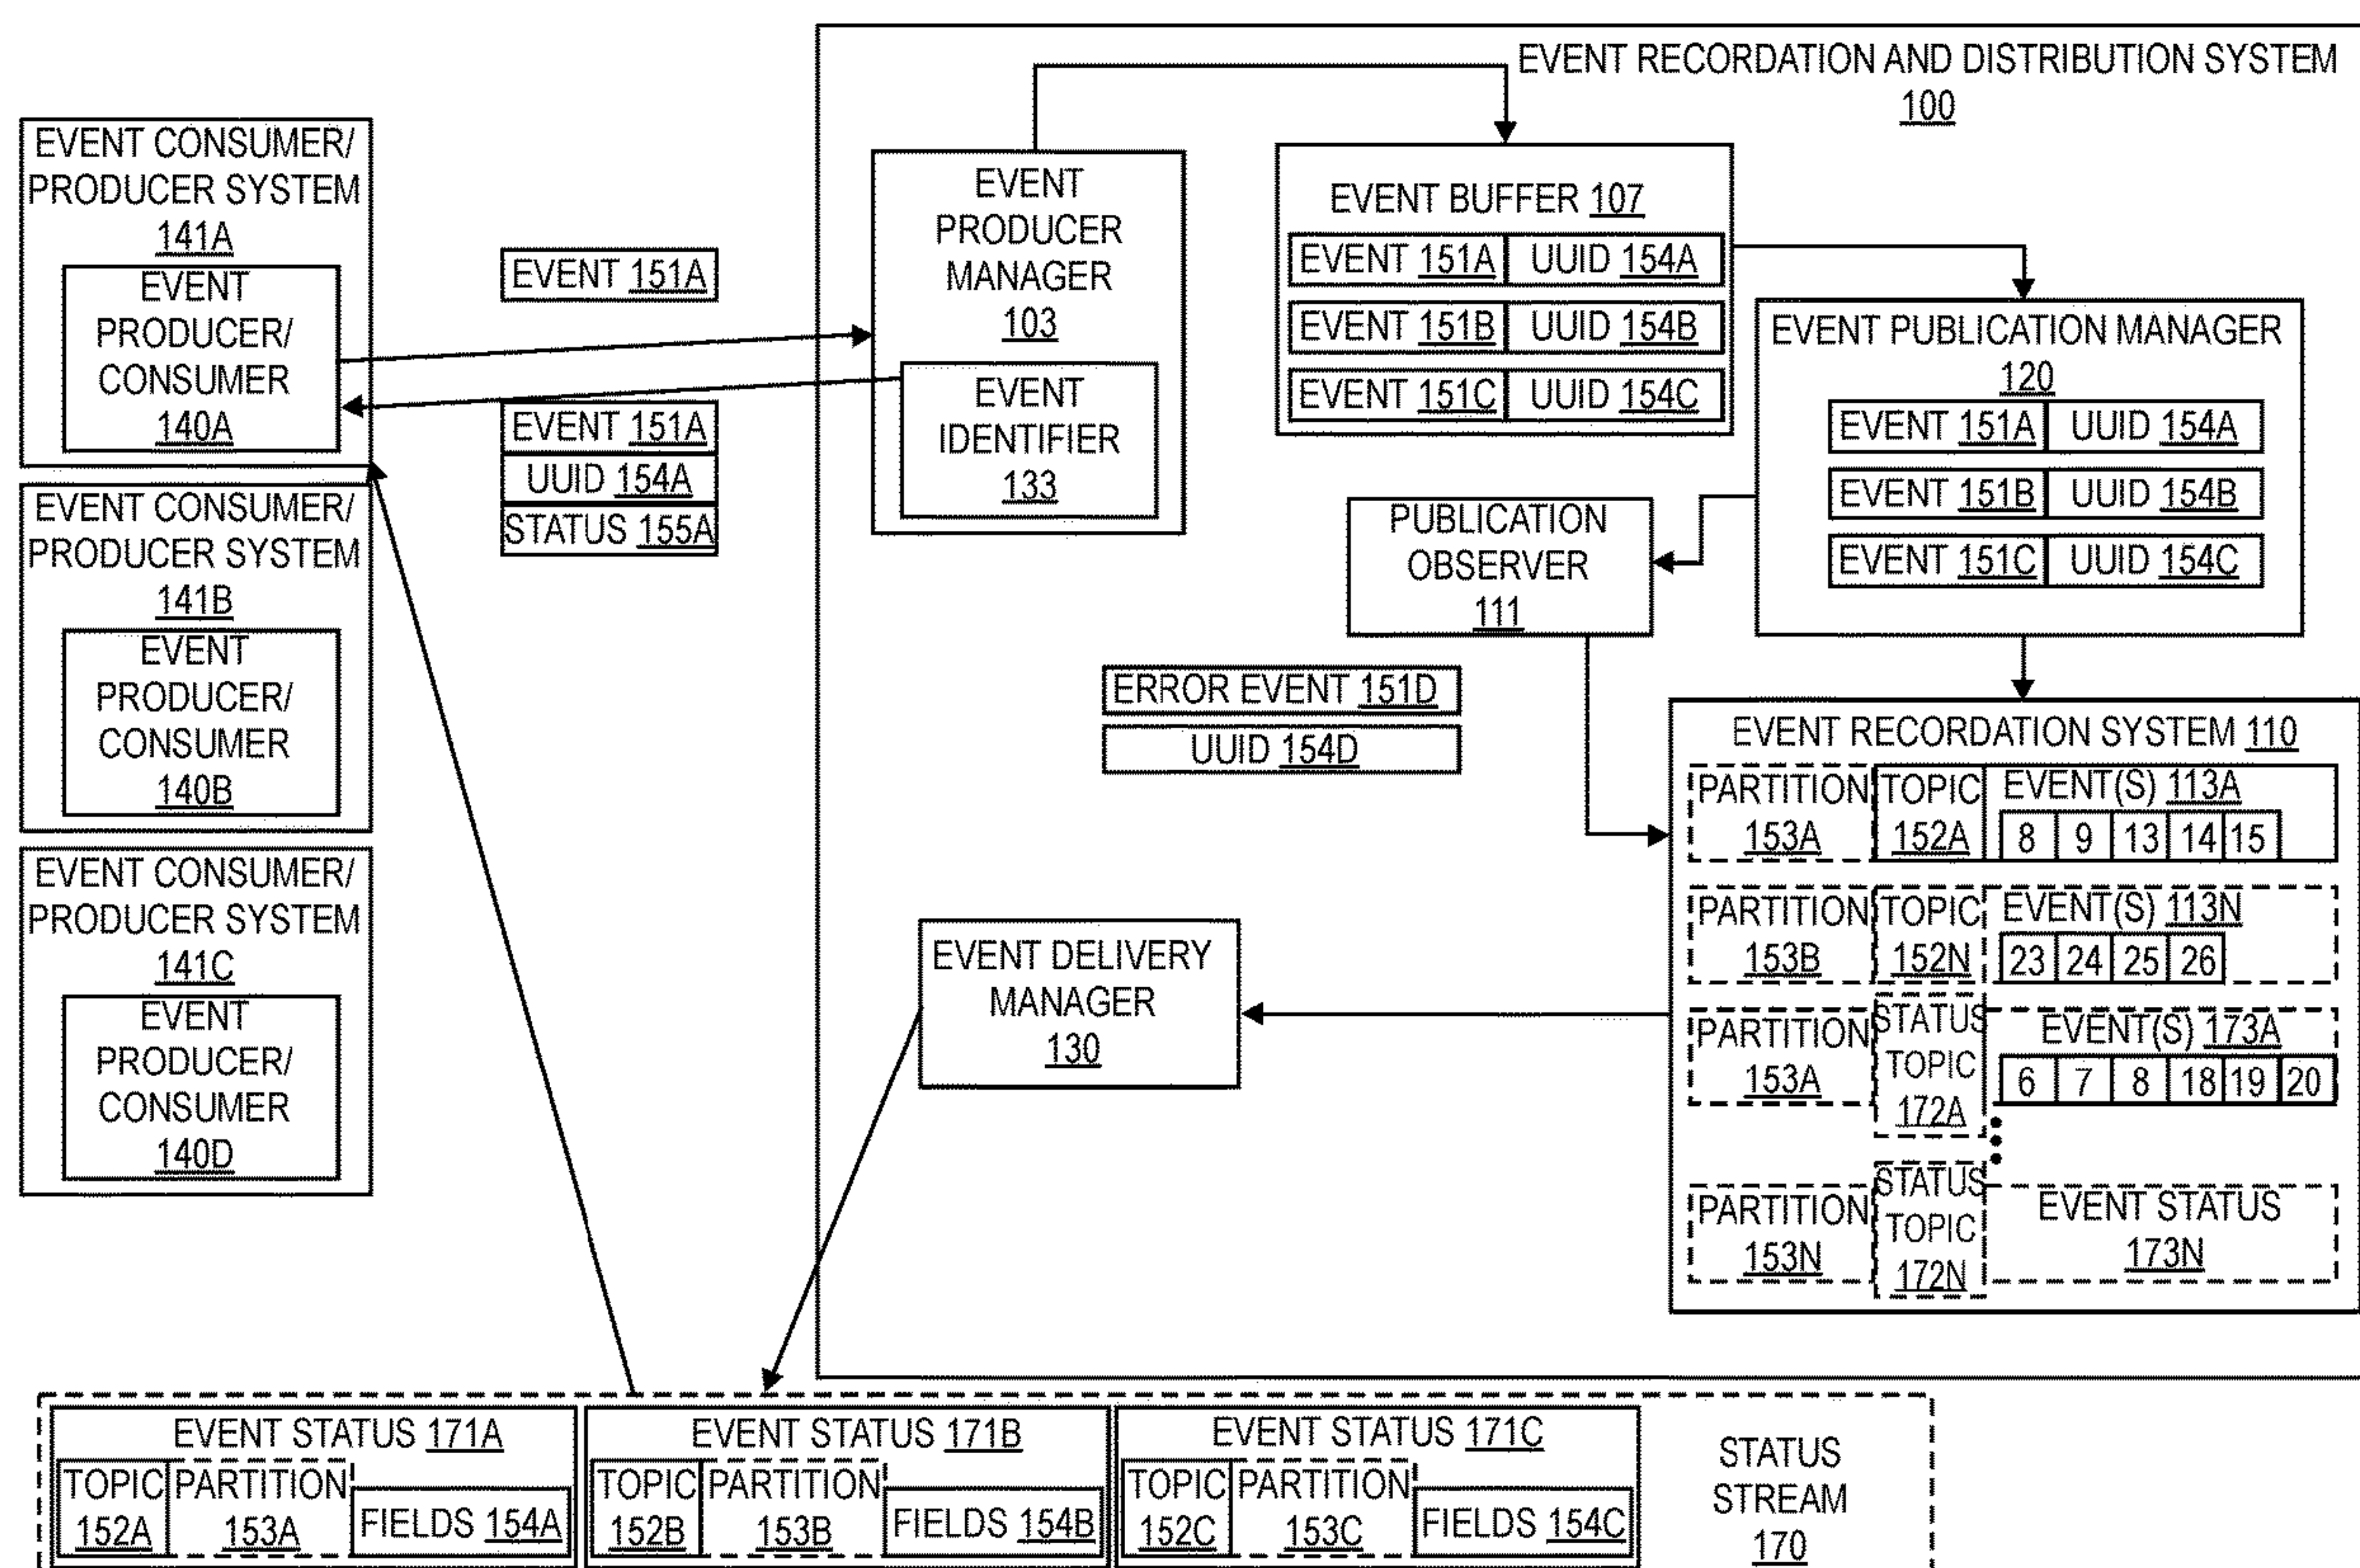 EVENT RECORDATION AND DISTRIBUTION SYSTEM
100
EVENT CONSUMER/
PRODUCER SYSTEM
141A
EVENT
PRODUCER/
CONSUMER
140A
EVENT CONSUMER/
PRODUCER SYSTEM
141B
EVENT
PRODUCER/
CONSUMER
140B
EVENT CONSUMER/
PRODUCER SYSTEM
141C
EVENT
PRODUCER/
CONSUMER
140D
EVENT 151A
EVENT 151A
UUID 154A
STATUS 155A
EVENT
PRODUCER
MANAGER
103
EVENT
IDENTIFIER
133
EVENT BUFFER 107
EVENT 151A UUID 154A
EVENT 151B UUID 154B
EVENT 151C UUID 154C
EVENT PUBLICATION MANAGER
120
EVENT 151A UUID 154A
EVENT 151B UUID 154B
EVENT 151C UUID 154C
PUBLICATION
OBSERVER
111
ERROR EVENT 151D
UUID 154D
EVENT DELIVERY
MANAGER
130
EVENT RECORDATION SYSTEM 110
PARTITION
153A
TOPIC
152A
EVENT(S) 113A
8 9 13 14 15
PARTITION
153B
TOPIC
152N
EVENT(S) 113N
23 24 25 26
PARTITION
153A
STATUS
TOPIC
172A
EVENT(S) 173A
6 7 8 18 19 20
PARTITION
153N
STATUS
TOPIC
172N
EVENT STATUS
173N
EVENT STATUS 171A
TOPIC
152A
PARTITION
153A
FIELDS 154A
EVENT STATUS 171B
TOPIC
152B
PARTITION
153B
FIELDS 154B
EVENT STATUS 171C
TOPIC
152C
PARTITION
153C
FIELDS 154C
STATUS
STREAM
170